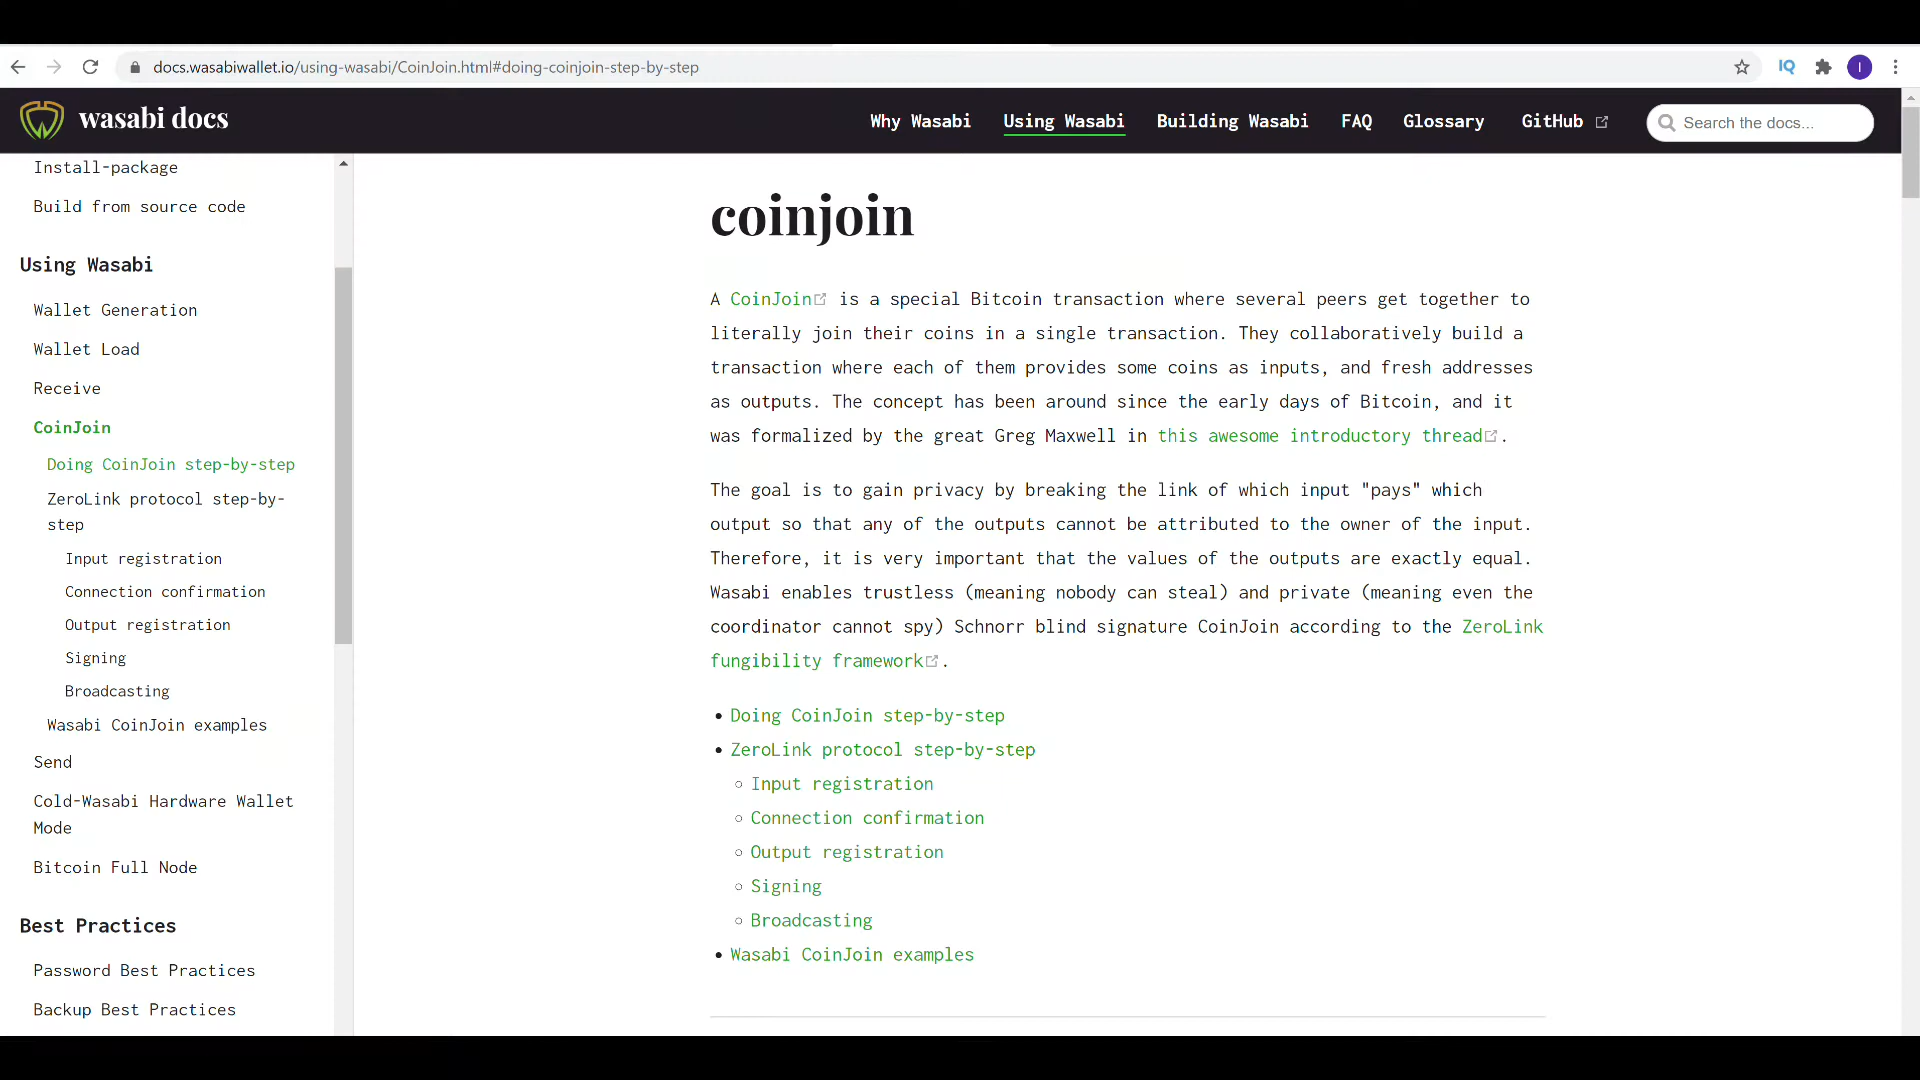 docs.wasabiwallet.io/using-wasabi/CoinJoin.html#doing-coinjoin-step-by-step
IQ
I
wasabi docs
Why Wasabi
Using Wasabi
Building Wasabi
FAQ
Glossary
GitHub
Search the docs...
Install-package
Build from source code
Using Wasabi
Wallet Generation
Wallet Load
Receive
CoinJoin
Doing CoinJoin step-by-step
ZeroLink protocol step-by-
step
Input registration
Connection confirmation
Output registration
Signing
Broadcasting
Wasabi CoinJoin examples
Send
Cold-Wasabi Hardware Wallet
Mode
Bitcoin Full Node
Best Practices
Password Best Practices
Backup Best Practices
coinjoin
A CoinJoin is a special Bitcoin transaction where several peers get together to
literally join their coins in a single transaction. They collaboratively build a
transaction where each of them provides some coins as inputs, and fresh addresses
as outputs. The concept has been around since the early days of Bitcoin, and it
was formalized by the great Greg Maxwell in this awesome introductory thread.
The goal is to gain privacy by breaking the link of which input "pays" which
output so that any of the outputs cannot be attributed to the owner of the input.
Therefore, it is very important that the values of the outputs are exactly equal.
Wasabi enables trustless (meaning nobody can steal) and private (meaning even the
coordinator cannot spy) Schnorr blind signature CoinJoin according to the ZeroLink
fungibility framework.
• Doing CoinJoin step-by-step
• ZeroLink protocol step-by-step
◦ Input registration
◦ Connection confirmation
◦ Output registration
◦ Signing
◦ Broadcasting
• Wasabi CoinJoin examples